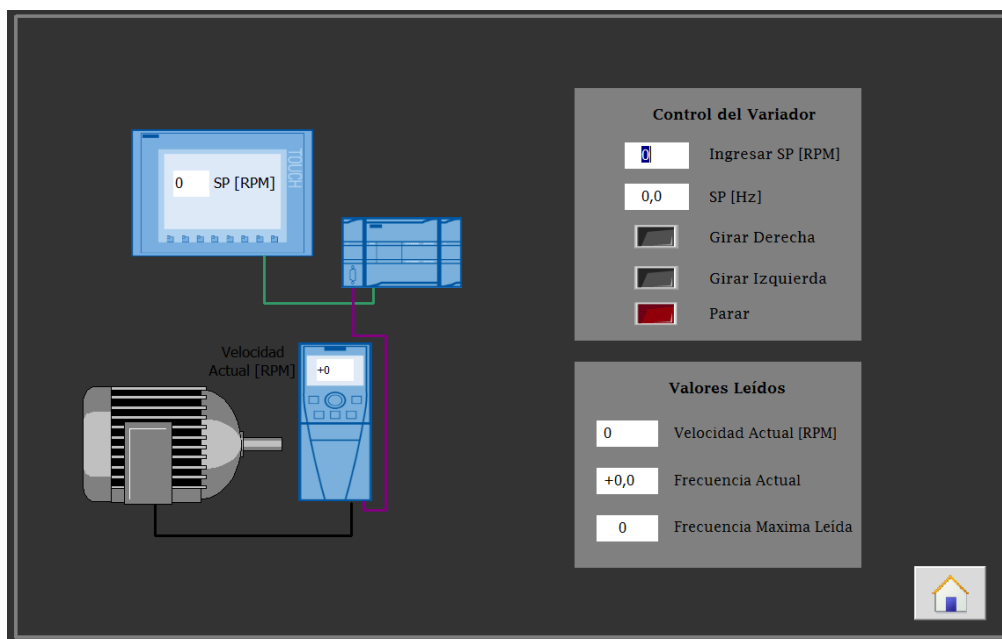 0 SP [RPM]
TOUCH
Velocidad
Actual [RPM]
+0
Control del Variador
0 Ingresar SP [RPM]
0,0 SP [Hz]
Girar Derecha
Girar Izquierda
Parar
Valores Leídos
0 Velocidad Actual [RPM]
+0,0 Frecuencia Actual
0 Frecuencia Maxima Leída